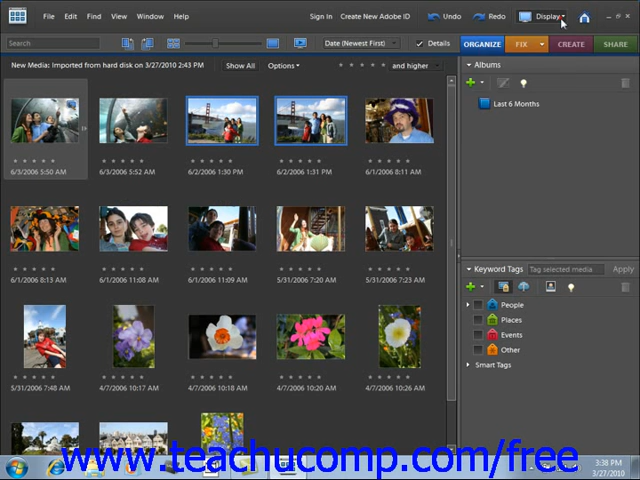 File Edit Find View Window Help Sign In Create New Adobe ID Undo Redo Display
Search Date (Newest First) Details ORGANIZE FIX CREATE SHARE
New Media: Imported from hard disk on 3/27/2010 2:43 PM Show All Options and higher
Albums
Last 6 Months
6/3/2006 5:50 AM 6/3/2006 5:52 AM 6/2/2006 1:30 PM 6/2/2006 1:31 PM 6/1/2006 8:11 AM
Keyword Tags Tag selected media Apply
6/1/2006 8:13 AM 6/1/2006 11:08 AM 6/1/2006 11:09 AM 5/31/2006 7:20 AM 5/31/2006 7:23 AM
People
Places
Events
Other
Smart Tags
5/31/2006 7:48 AM 4/7/2006 10:17 AM 4/7/2006 10:18 AM 4/7/2006 10:20 AM 4/7/2006 10:26 AM
www.teachucomp.com/free
3:38 PM
3/27/2010